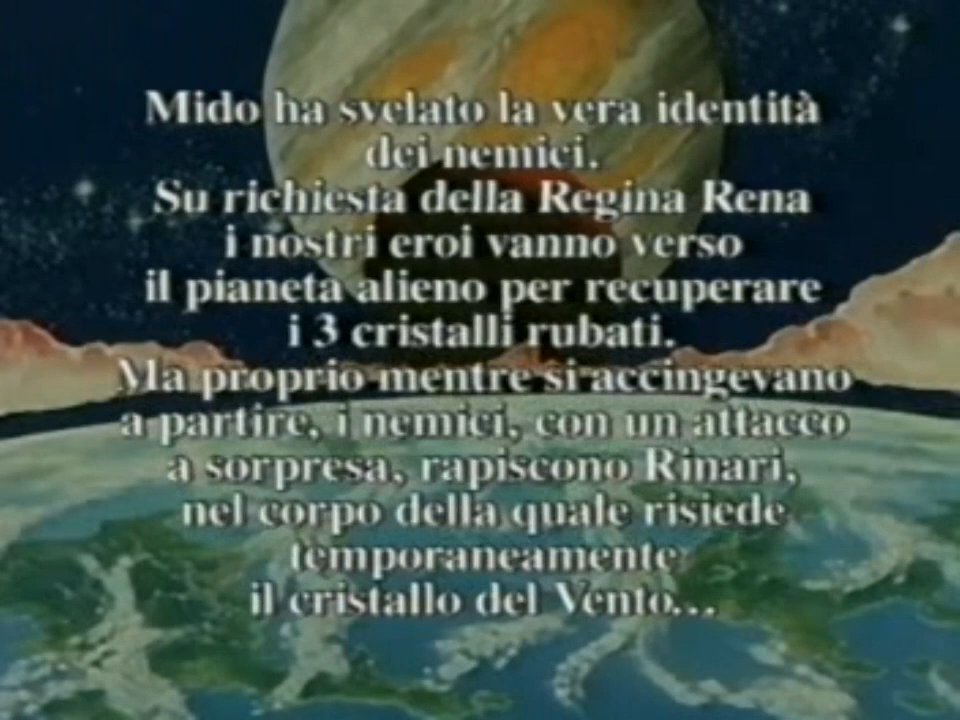 Mido ha svelato la vera identità
dei nemici.
Su richiesta della Regina Rena
i nostri eroi vanno verso
il pianeta alieno per recuperare
i 3 cristalli rubati.
Ma proprio mentre si accingevano
a partire, i nemici, con un attacco
a sorpresa, rapiscono Rinari,
nel corpo della quale risiede
temporaneamente
il cristallo del Vento...